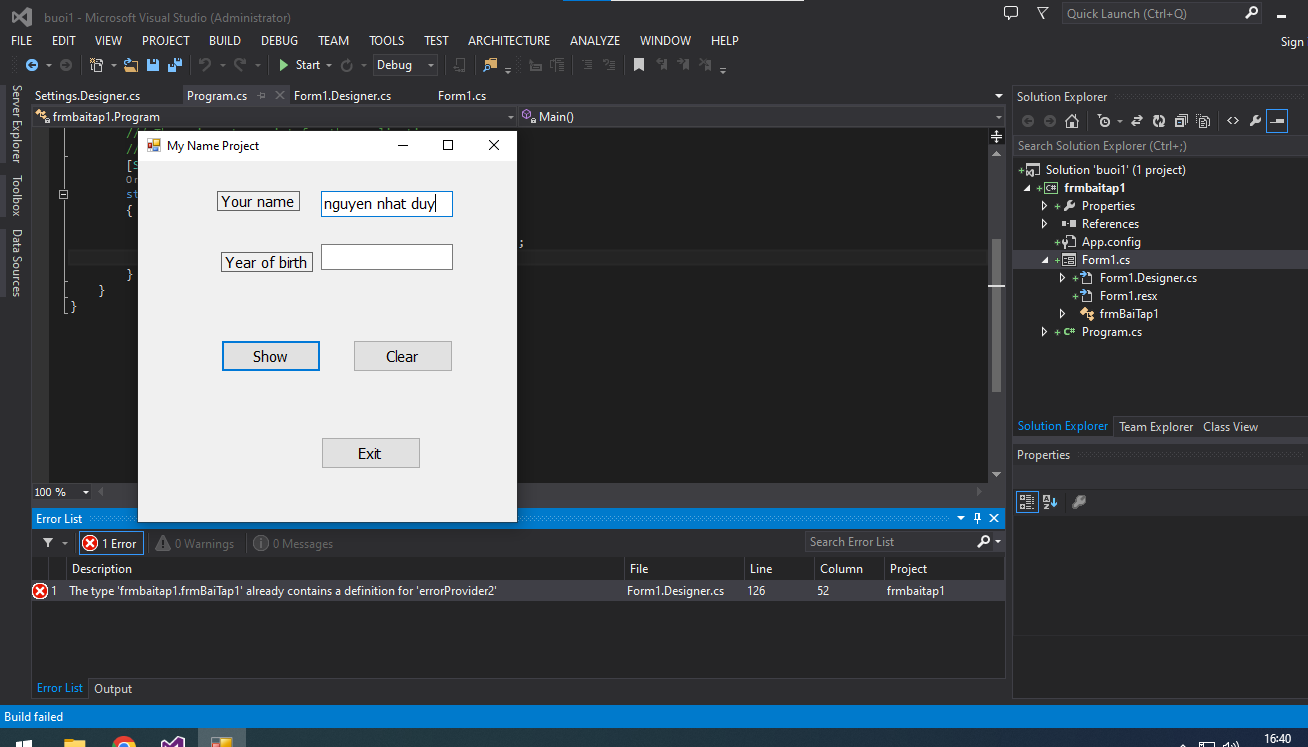 buoi1 - Microsoft Visual Studio (Administrator)
Quick Launch (Ctrl+Q)
FILE EDIT VIEW PROJECT BUILD DEBUG TEAM TOOLS TEST ARCHITECTURE ANALYZE WINDOW HELP
Sign
Start Debug
Server Explorer
Toolbox
Data Sources
Settings.Designer.cs Program.cs Form1.Designer.cs Form1.cs
frmbaitap1.Program Main()
//
[S
st
{
;
}
}
}
My Name Project
Your name nguyen nhat duy
Year of birth
Show Clear
Exit
100 %
Solution Explorer
Search Solution Explorer (Ctrl+;)
Solution 'buoi1' (1 project)
frmbaitap1
Properties
References
App.config
Form1.cs
Form1.Designer.cs
Form1.resx
frmBaiTap1
Program.cs
Solution Explorer Team Explorer Class View
Properties
Error List
1 Error 0 Warnings 0 Messages
Search Error List
Description File Line Column Project
1 The type 'frmbaitap1.frmBaiTap1' already contains a definition for 'errorProvider2' Form1.Designer.cs 126 52 frmbaitap1
Error List Output
Build failed
16:40